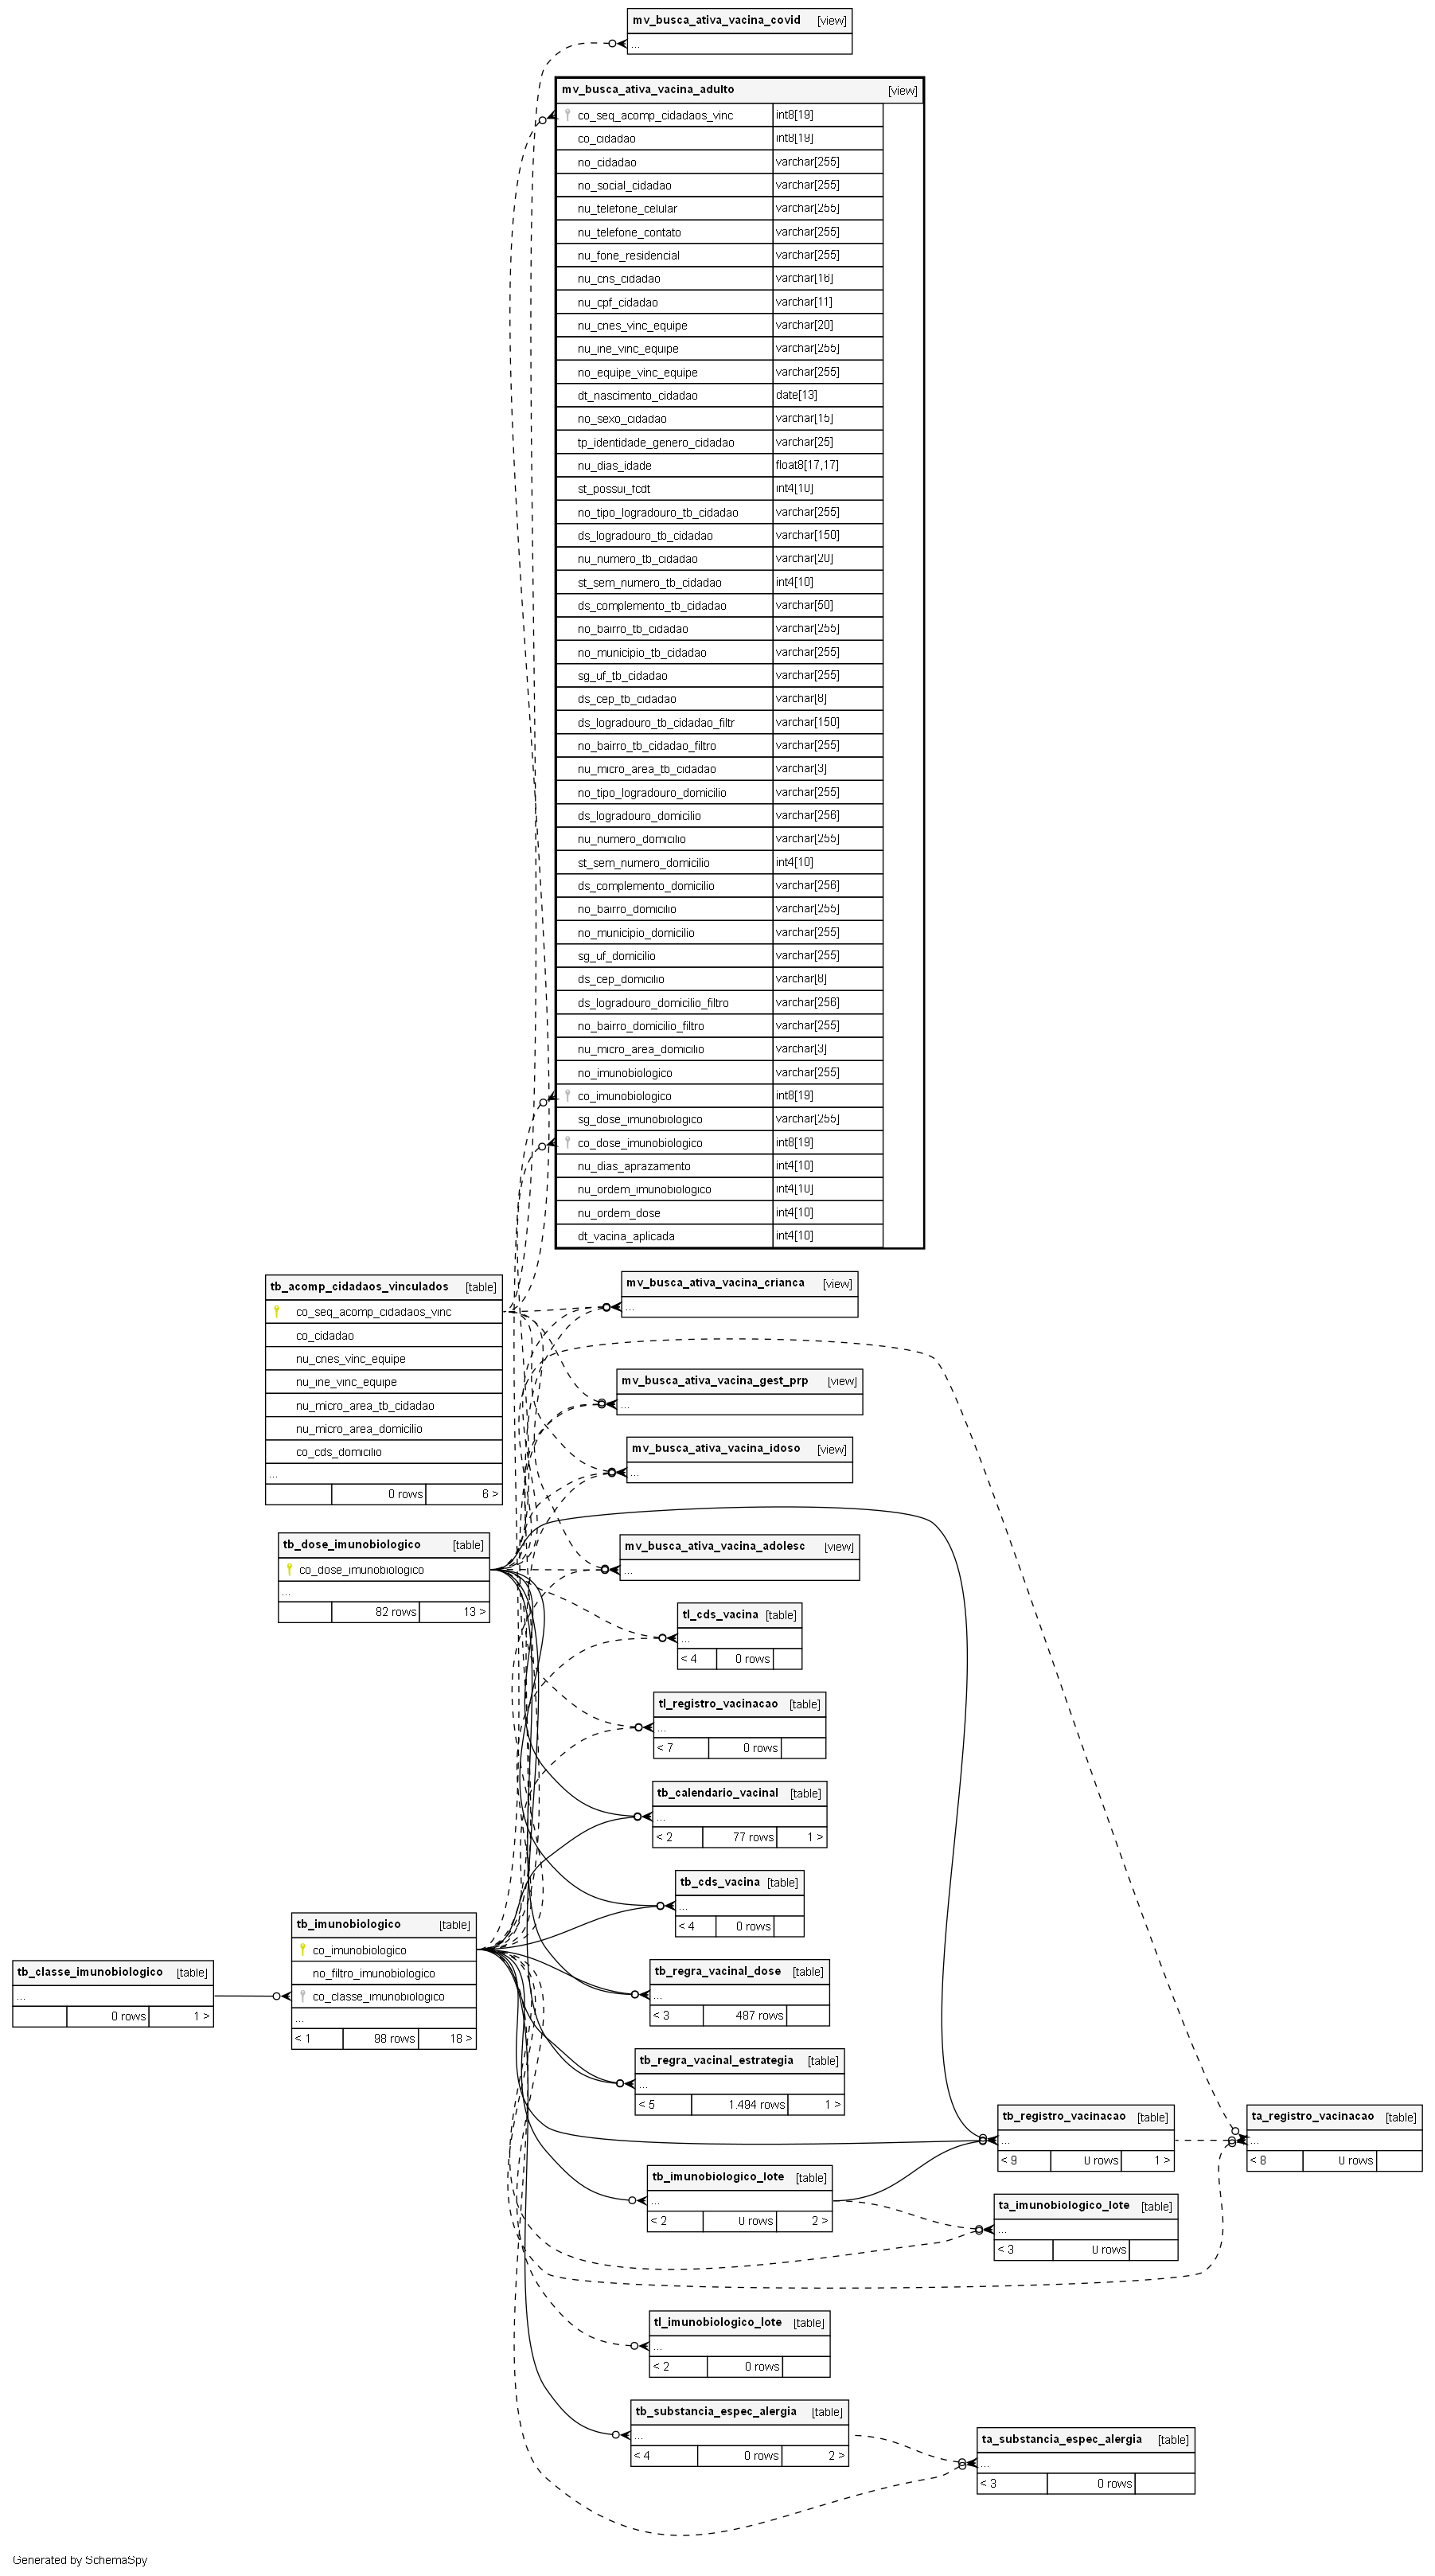 mv_busca_ativa_vacina_covid [view]
...
mv_busca_ativa_vacina_adulto [view]
co_seq_acomp_cidadaos_vinc int8[19]
co_cidadao int8[19]
no_cidadao varchar[255]
no_social_cidadao varchar[255]
nu_telefone_celular varchar[255]
nu_telefone_contato varchar[255]
nu_fone_residencial varchar[255]
nu_cns_cidadao varchar[16]
nu_cpf_cidadao varchar[11]
nu_cnes_vinc_equipe varchar[20]
nu_ine_vinc_equipe varchar[255]
no_equipe_vinc_equipe varchar[255]
dt_nascimento_cidadao date[13]
no_sexo_cidadao varchar[15]
tp_identidade_genero_cidadao varchar[25]
nu_dias_idade float8[17,17]
st_possui_fcdt int4[10]
no_tipo_logradouro_tb_cidadao varchar[255]
ds_logradouro_tb_cidadao varchar[150]
nu_numero_tb_cidadao varchar[20]
st_sem_numero_tb_cidadao int4[10]
ds_complemento_tb_cidadao varchar[50]
no_bairro_tb_cidadao varchar[255]
no_municipio_tb_cidadao varchar[255]
sg_uf_tb_cidadao varchar[255]
ds_cep_tb_cidadao varchar[8]
ds_logradouro_tb_cidadao_filtr varchar[150]
no_bairro_tb_cidadao_filtro varchar[255]
nu_micro_area_tb_cidadao varchar[3]
no_tipo_logradouro_domicilio varchar[255]
ds_logradouro_domicilio varchar[256]
nu_numero_domicilio varchar[255]
st_sem_numero_domicilio int4[10]
ds_complemento_domicilio varchar[256]
no_bairro_domicilio varchar[255]
no_municipio_domicilio varchar[255]
sg_uf_domicilio varchar[255]
ds_cep_domicilio varchar[8]
ds_logradouro_domicilio_filtro varchar[256]
no_bairro_domicilio_filtro varchar[255]
nu_micro_area_domicilio varchar[3]
no_imunobiologico varchar[255]
co_imunobiologico int8[19]
sg_dose_imunobiologico varchar[255]
co_dose_imunobiologico int8[19]
nu_dias_aprazamento int4[10]
nu_ordem_imunobiologico int4[10]
nu_ordem_dose int4[10]
dt_vacina_aplicada int4[10]
tb_acomp_cidadaos_vinculados [table]
co_seq_acomp_cidadaos_vinc
co_cidadao
nu_cnes_vinc_equipe
nu_ine_vinc_equipe
nu_micro_area_tb_cidadao
nu_micro_area_domicilio
co_cds_domicilio
...
0 rows 6 >
mv_busca_ativa_vacina_crianca [view]
...
mv_busca_ativa_vacina_gest_prp [view]
...
mv_busca_ativa_vacina_idoso [view]
...
tb_dose_imunobiologico [table]
co_dose_imunobiologico
...
82 rows 13 >
mv_busca_ativa_vacina_adolesc [view]
...
tl_cds_vacina [table]
...
< 4 0 rows
tl_registro_vacinacao [table]
...
< 7 0 rows
tb_calendario_vacinal [table]
...
< 2 77 rows 1 >
tb_cds_vacina [table]
...
< 4 0 rows
tb_imunobiologico [table]
co_imunobiologico
no_filtro_imunobiologico
co_classe_imunobiologico
...
< 1 98 rows 18 >
tb_classe_imunobiologico [table]
...
0 rows 1 >
tb_regra_vacinal_dose [table]
...
< 3 487 rows
tb_regra_vacinal_estrategia [table]
...
< 5 1.494 rows 1 >
tb_registro_vacinacao [table]
...
< 9 0 rows 1 >
ta_registro_vacinacao [table]
...
< 8 0 rows
tb_imunobiologico_lote [table]
...
< 2 0 rows 2 >
ta_imunobiologico_lote [table]
...
< 3 0 rows
tl_imunobiologico_lote [table]
...
< 2 0 rows
tb_substancia_espec_alergia [table]
...
< 4 0 rows 2 >
ta_substancia_espec_alergia [table]
...
< 3 0 rows
Generated by SchemaSpy